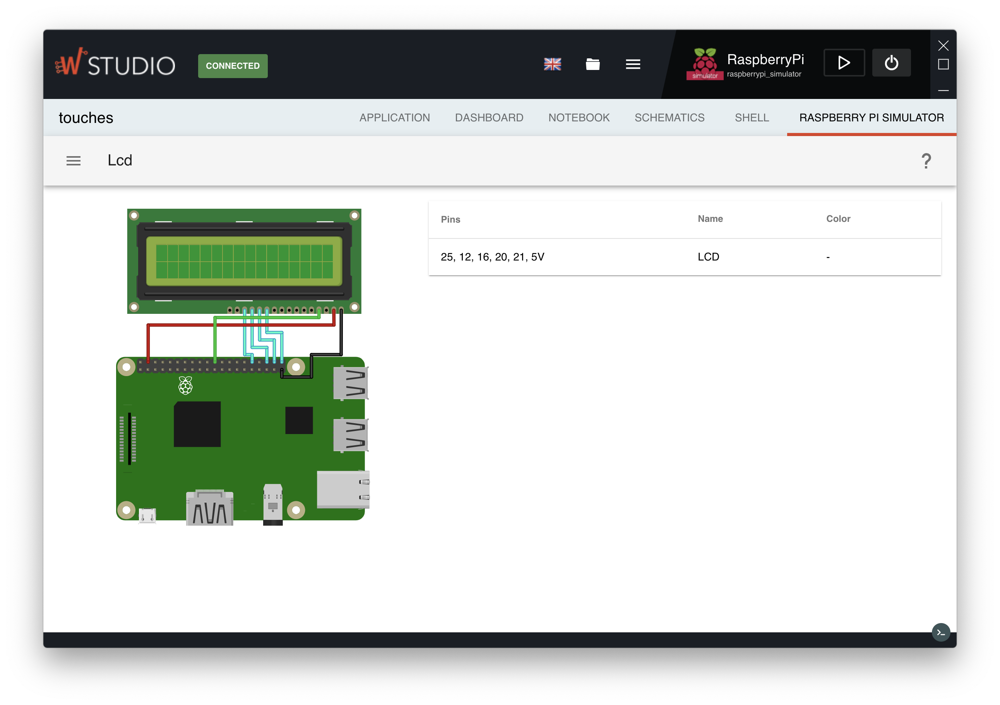 W STUDIO
CONNECTED
simulator
RaspberryPi
raspberrypi_simulator
touches
APPLICATION
DASHBOARD
NOTEBOOK
SCHEMATICS
SHELL
RASPBERRY PI SIMULATOR
Lcd
?
Pins
Name
Color
25, 12, 16, 20, 21, 5V
LCD
-